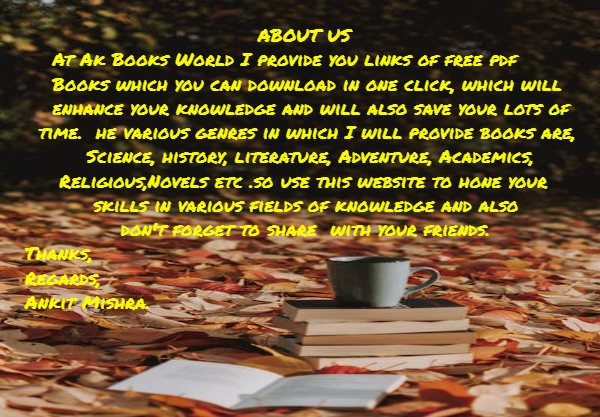 ABOUT US
At Ak Books World I provide you links of free pdf
Books which you can download in one click, which will
enhance your knowledge and will also save your lots of
time. he various genres in which I will provide books are,
Science, history, literature, Adventure, Academics,
Religious,Novels etc .so use this website to hone your
skills in various fields of knowledge and also
don't forget to share with your friends.
Thanks,
Regards,
Ankit Mishra.